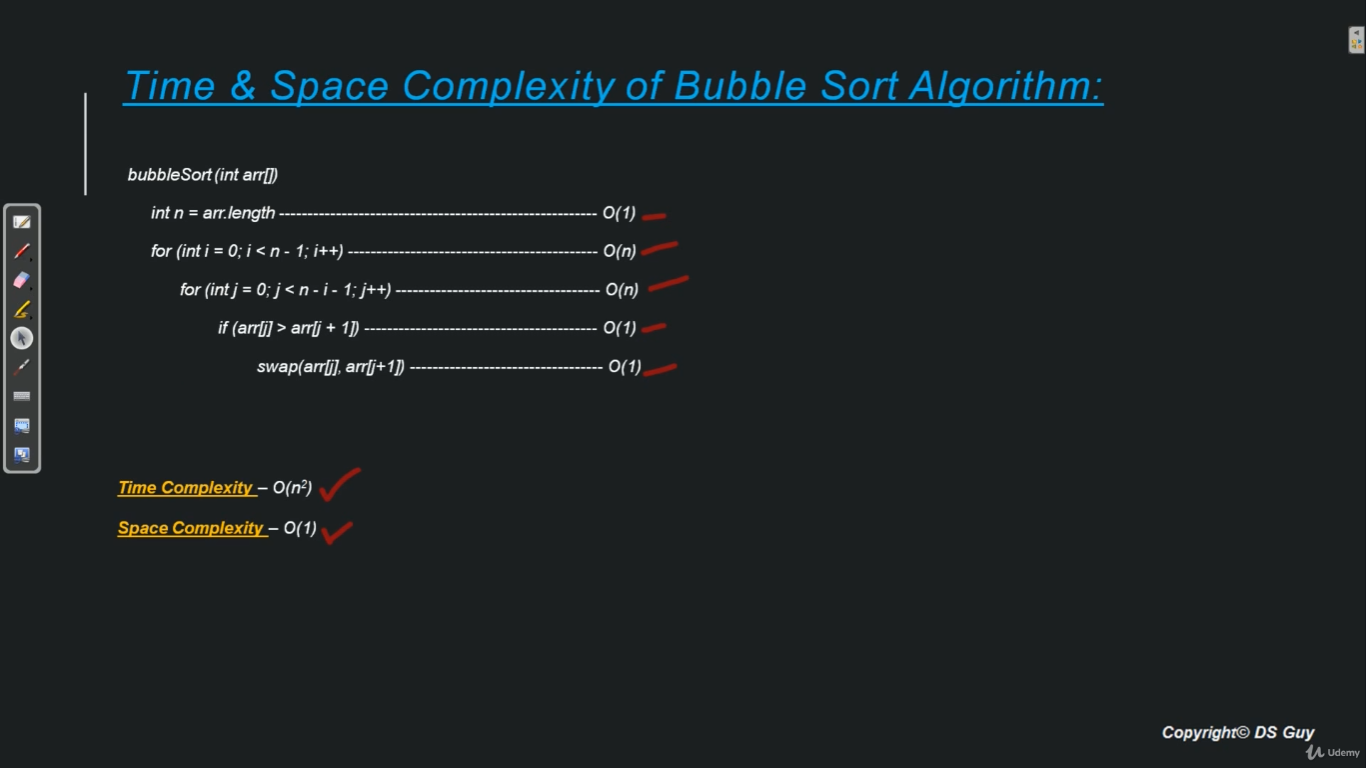 Time & Space Complexity of Bubble Sort Algorithm:
bubbleSort (int arr[])
int n = arr.length -------------------------------------------------------- O(1)
for (int i = 0; i < n - 1; i++) -------------------------------------------- O(n)
for (int j = 0; j < n - i - 1; j++) ------------------------------------ O(n)
if (arr[j] > arr[j + 1]) ----------------------------------------- O(1)
swap(arr[j], arr[j+1]) ---------------------------------- O(1)
Time Complexity – O(n²)
Space Complexity – O(1)
Copyright© DS Guy
Udemy